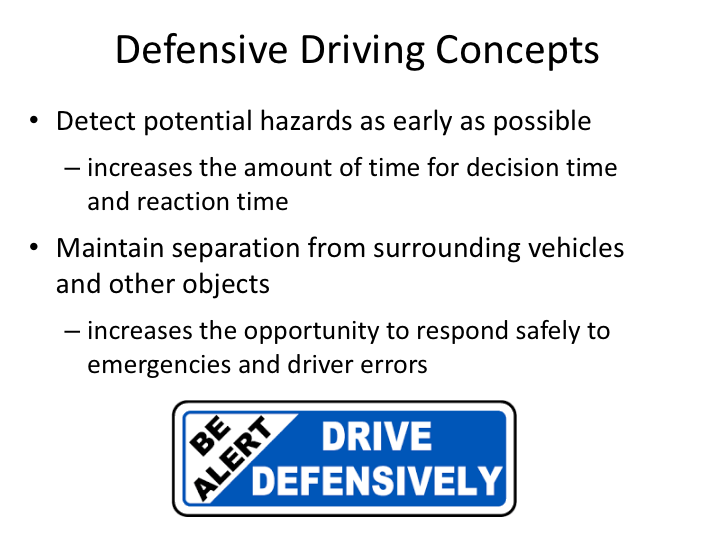 Defensive Driving Concepts
• Detect potential hazards as early as possible
– increases the amount of time for decision time
and reaction time
• Maintain separation from surrounding vehicles
and other objects
– increases the opportunity to respond safely to
emergencies and driver errors
BE
ALERT
DRIVE
DEFENSIVELY